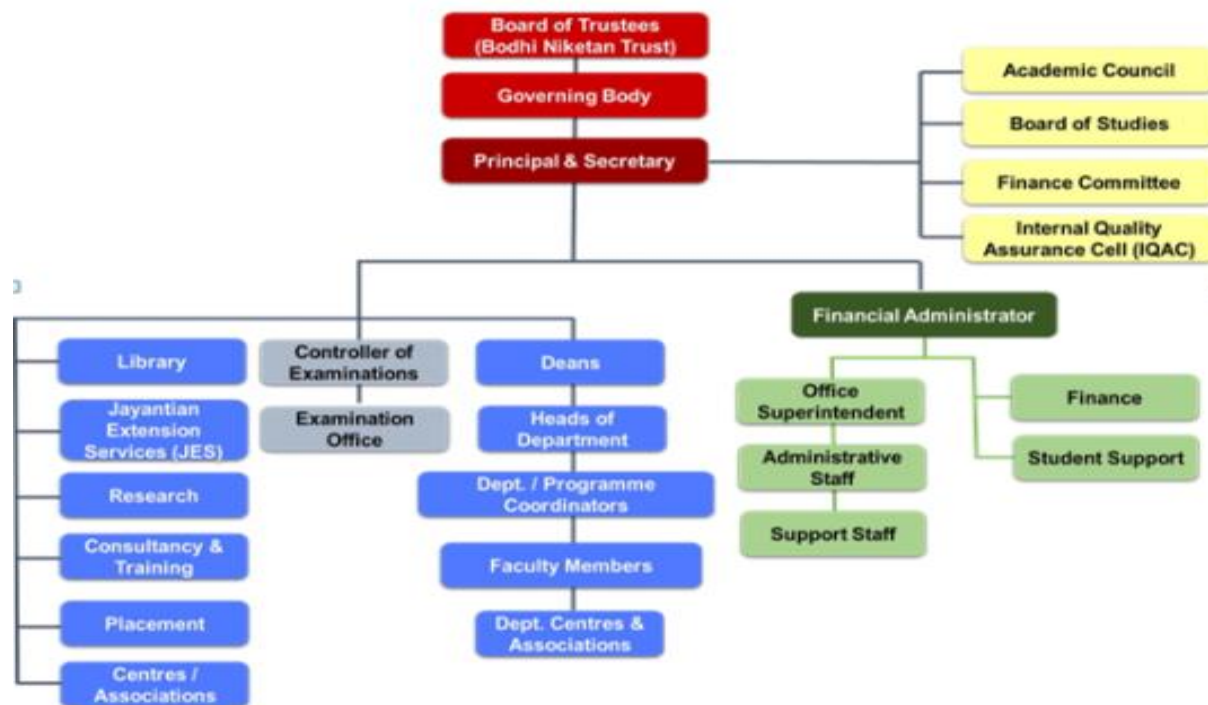 Board of Trustees
(Bodhi Niketan Trust)
Governing Body
Principal & Secretary
Academic Council
Board of Studies
Finance Committee
Internal Quality
Assurance Cell (IQAC)
Financial Administrator
Library
Jayantian
Extension
Services (JES)
Research
Consultancy &
Training
Placement
Centres /
Associations
Controller of
Examinations
Examination
Office
Deans
Heads of
Department
Dept. / Programme
Coordinators
Faculty Members
Dept. Centres &
Associations
Office
Superintendent
Administrative
Staff
Support Staff
Finance
Student Support